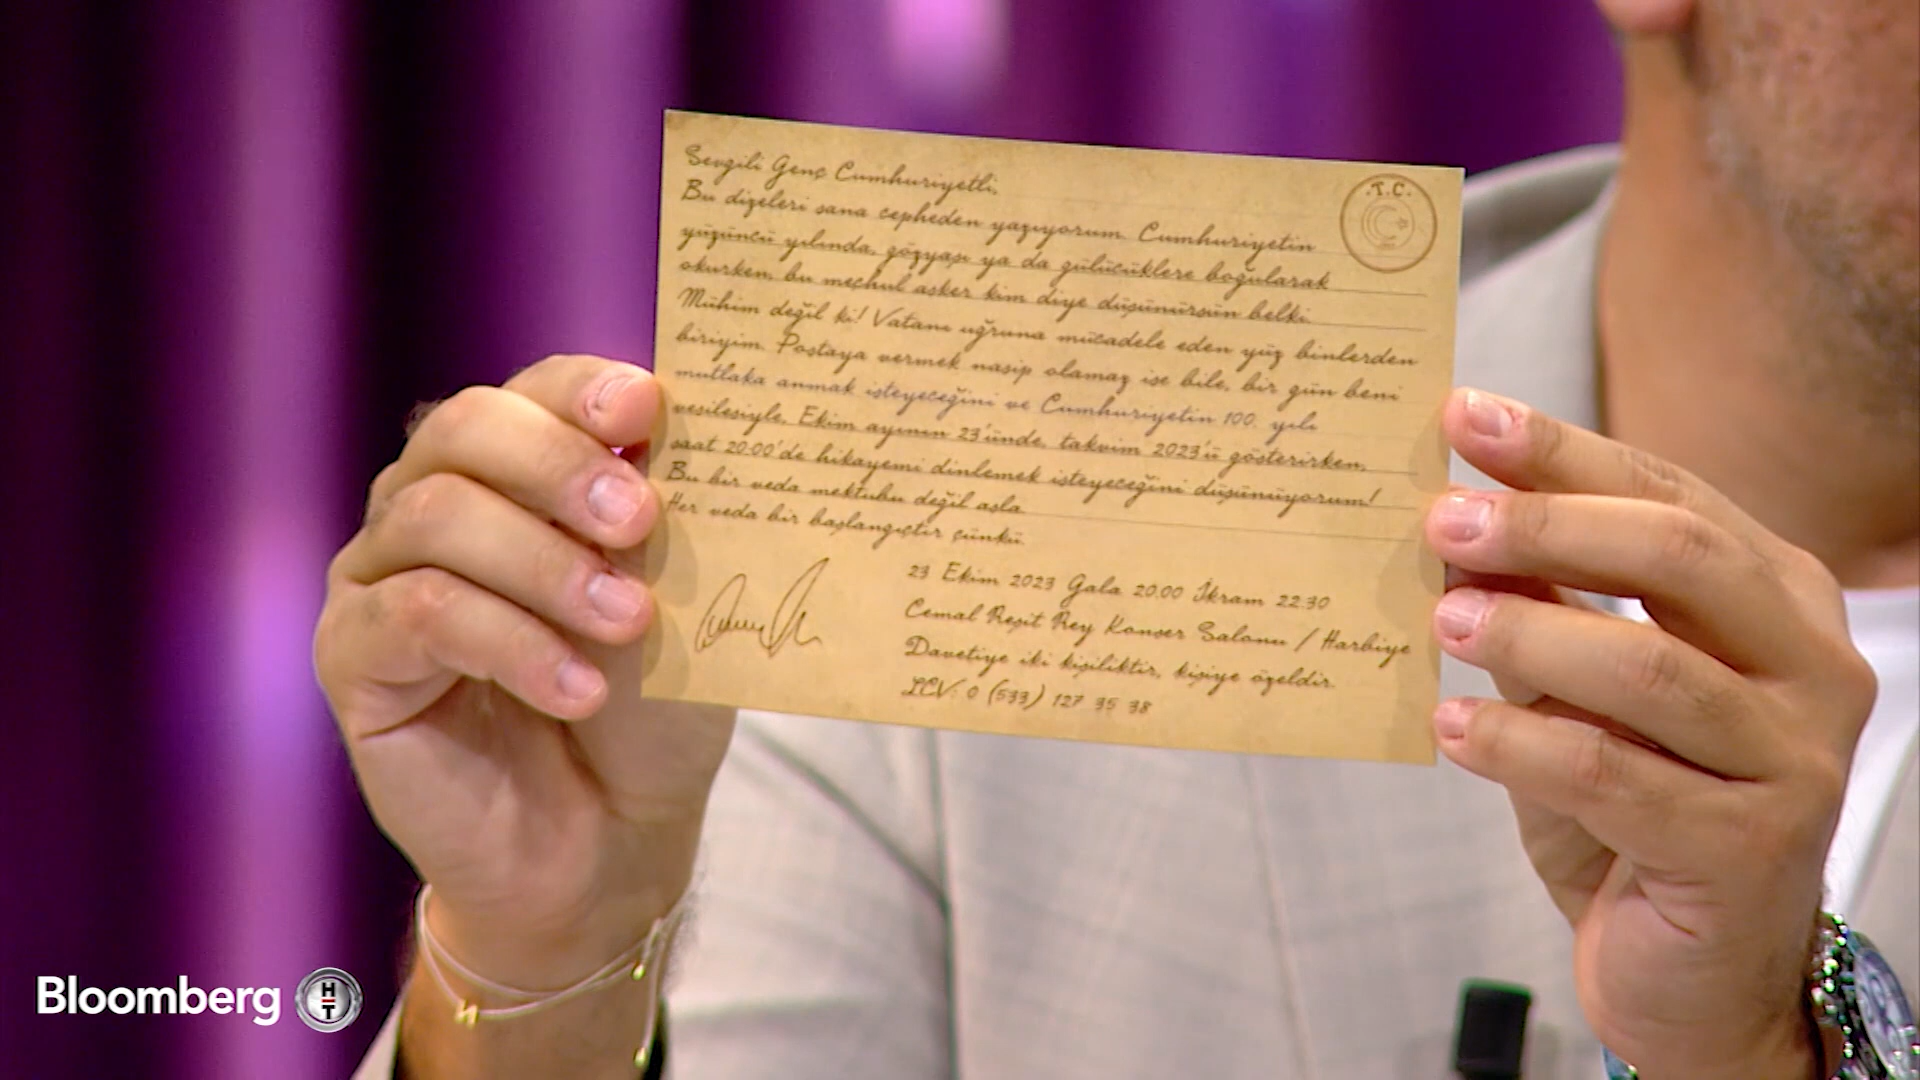 Sevgili Genç Cumhuriyetli,
Bu dizeleri sana cepheden yazıyorum. Cumhuriyetin
yüzüncü yılında, gözyaşı ya da gülücüklere boğularak
okurken, bu meçhul asker kim diye düşünürsün belki.
Mühim değil ki! Vatanı uğruna mücadele eden yüz binlerden
biriyim. Postaya vermek nasip olamaz ise bile, bir gün beni
mutlaka anmak isteyeceğini ve Cumhuriyetin 100. yılı
vesilesiyle, Ekim ayının 23'ünde, takvim 2023'ü gösterirken,
saat 20:00'de hikayemi dinlemek isteyeceğini düşünüyorum!
Bu bir veda mektubu değil asla.
Her veda bir başlangıçtır çünkü.
.T.C.
23 Ekim 2023 Gala 20.00 İkram 22.30
Cemal Reşit Rey Konser Salonu / Harbiye
Davetiye iki kişiliktir, kişiye özeldir.
LCV: 0 (533) 127 35 38
Bloomberg HT